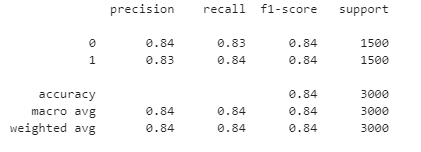 precision recall f1-score support
0 0.84 0.83 0.84 1500
1 0.83 0.84 0.84 1500
accuracy 0.84 3000
macro avg 0.84 0.84 0.84 3000
weighted avg 0.84 0.84 0.84 3000